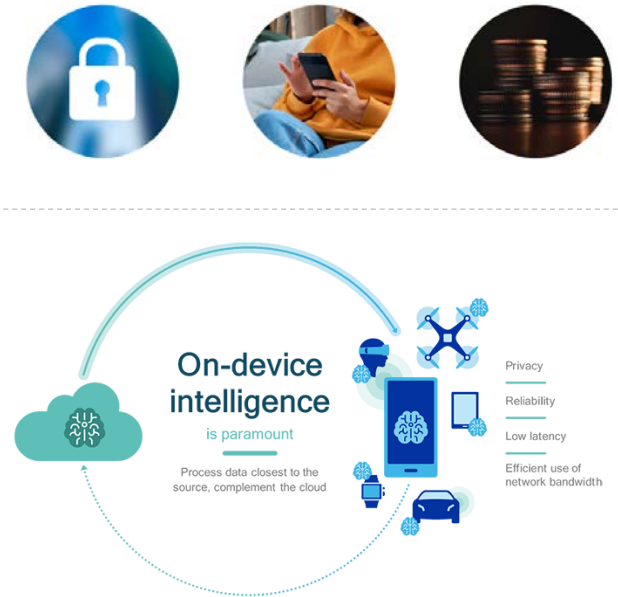 On-device
intelligence
is paramount
Process data closest to the
source, complement the cloud
Privacy
Reliability
Low latency
Efficient use of
network bandwidth